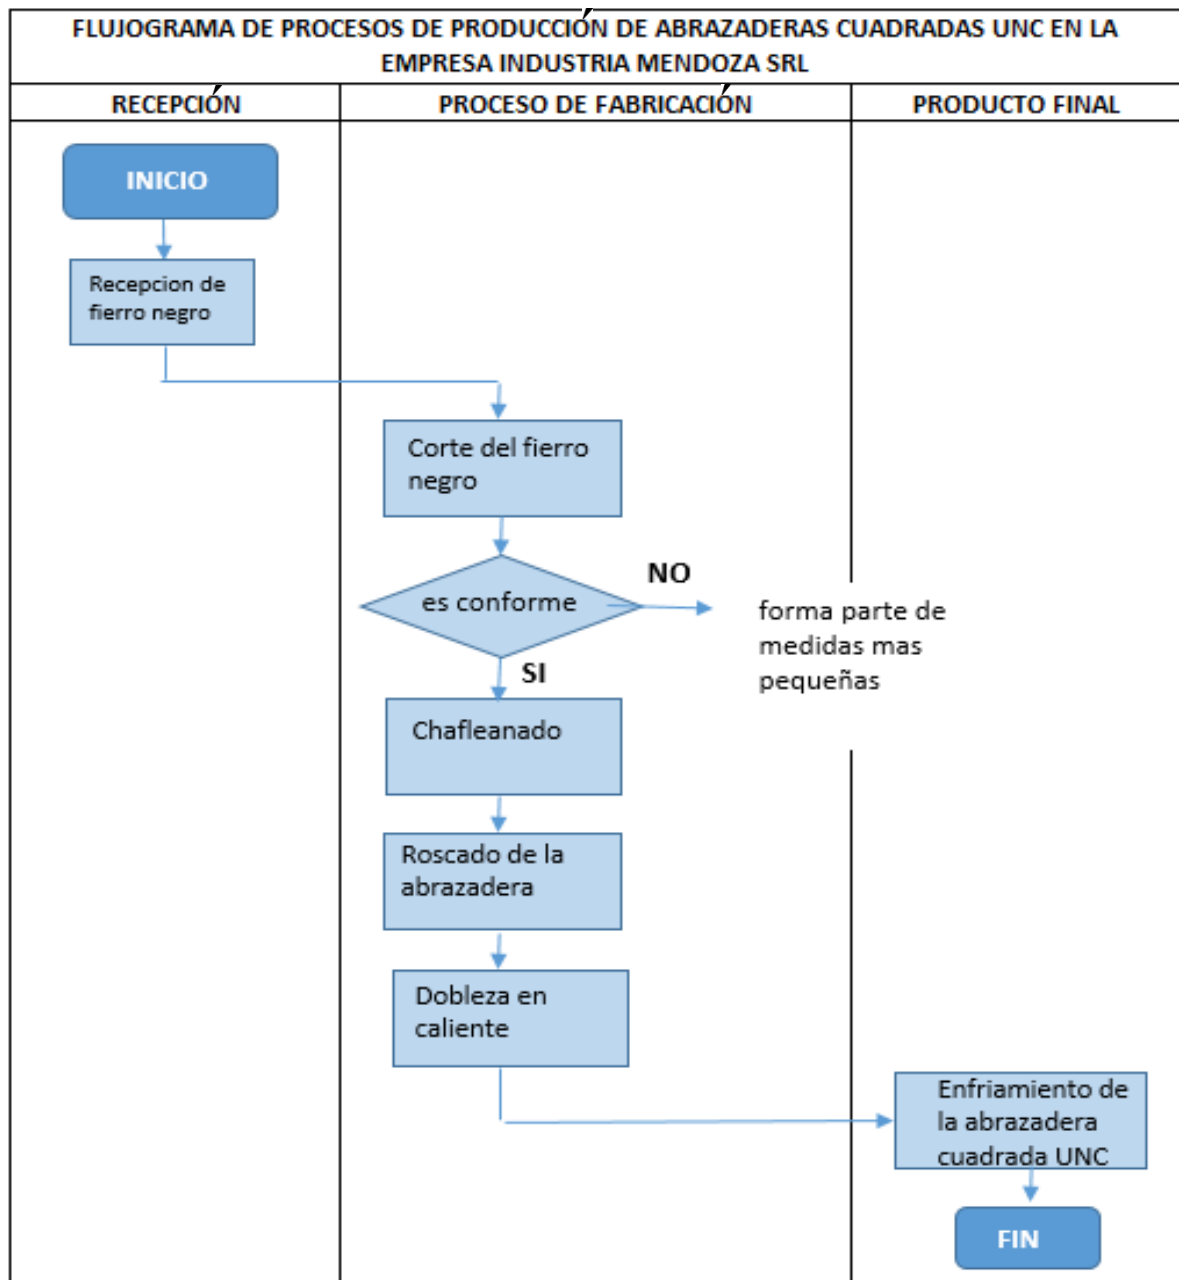 FLUJOGRAMA DE PROCESOS DE PRODUCCIÓN DE ABRAZADERAS CUADRADAS UNC EN LA
EMPRESA INDUSTRIA MENDOZA SRL
RECEPCIÓN
PROCESO DE FABRICACIÓN
PRODUCTO FINAL
INICIO
Recepcion de
fierro negro
Corte del fierro
negro
es conforme
NO
forma parte de
medidas mas
pequeñas
SI
Chafleanado
Roscado de la
abrazadera
Dobleza en
caliente
Enfriamiento de
la abrazadera
cuadrada UNC
FIN